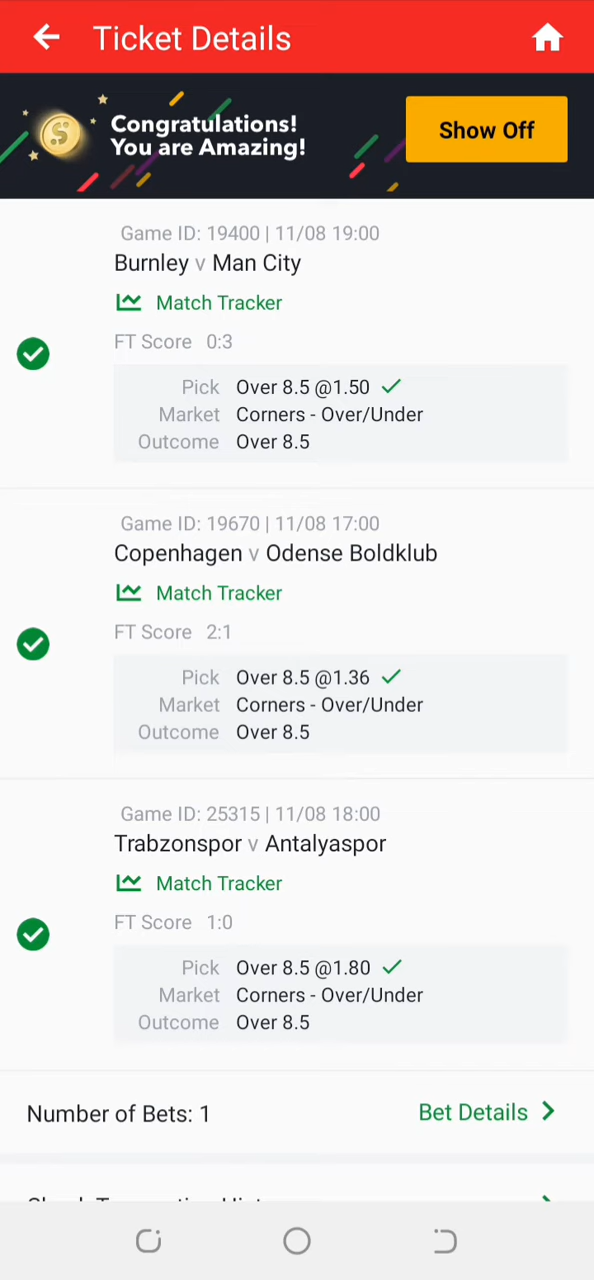 Ticket Details
Congratulations!
You are Amazing!
Show Off
Game ID: 19400 | 11/08 19:00
Burnley v Man City
Match Tracker
FT Score 0:3
Pick Over 8.5 @1.50
Market Corners - Over/Under
Outcome Over 8.5
Game ID: 19670 | 11/08 17:00
Copenhagen v Odense Boldklub
Match Tracker
FT Score 2:1
Pick Over 8.5 @1.36
Market Corners - Over/Under
Outcome Over 8.5
Game ID: 25315 | 11/08 18:00
Trabzonspor v Antalyaspor
Match Tracker
FT Score 1:0
Pick Over 8.5 @1.80
Market Corners - Over/Under
Outcome Over 8.5
Number of Bets: 1
Bet Details